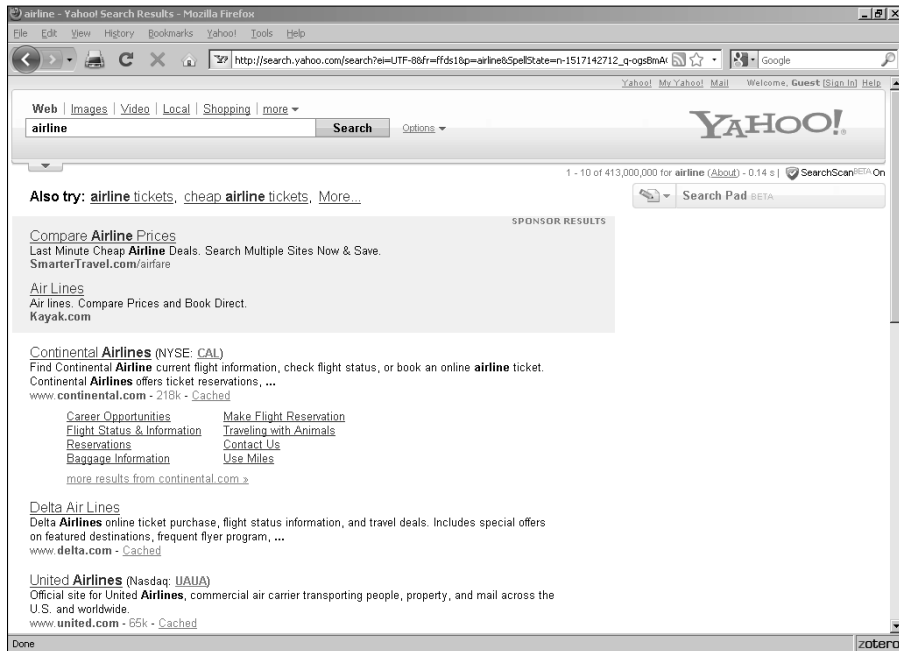 airline - Yahoo! Search Results - Mozilla Firefox
File Edit View History Bookmarks Yahoo! Tools Help
http://search.yahoo.com/search?ei=UTF-8&fr=ffds1&p=airline&SpellState=n-1517142712_q-ogsBmA Google
Yahoo! My Yahoo! Mail Welcome, Guest [Sign In] Help
Web | Images | Video | Local | Shopping | more
airline Search Options
YAHOO!
1 - 10 of 413,000,000 for airline (About) - 0.14 s | SearchScanBETA On
Also try: airline tickets, cheap airline tickets, More...
Search Pad BETA
SPONSOR RESULTS
Compare Airline Prices
Last Minute Cheap Airline Deals. Search Multiple Sites Now & Save.
SmarterTravel.com/airfare
Air Lines
Air lines. Compare Prices and Book Direct.
Kayak.com
Continental Airlines (NYSE: CAL)
Find Continental Airline current flight information, check flight status, or book an online airline ticket.
Continental Airlines offers ticket reservations, ...
www.continental.com - 218k - Cached
Career Opportunities Make Flight Reservation
Flight Status & Information Traveling with Animals
Reservations Contact Us
Baggage Information Use Miles
more results from continental.com »
Delta Air Lines
Delta Airlines online ticket purchase, flight status information, and travel deals. Includes special offers
on featured destinations, frequent flyer program, ...
www.delta.com - Cached
United Airlines (Nasdaq: UAUA)
Official site for United Airlines, commercial air carrier transporting people, property, and mail across the
U.S. and worldwide.
www.united.com - 65k - Cached
Done zotero